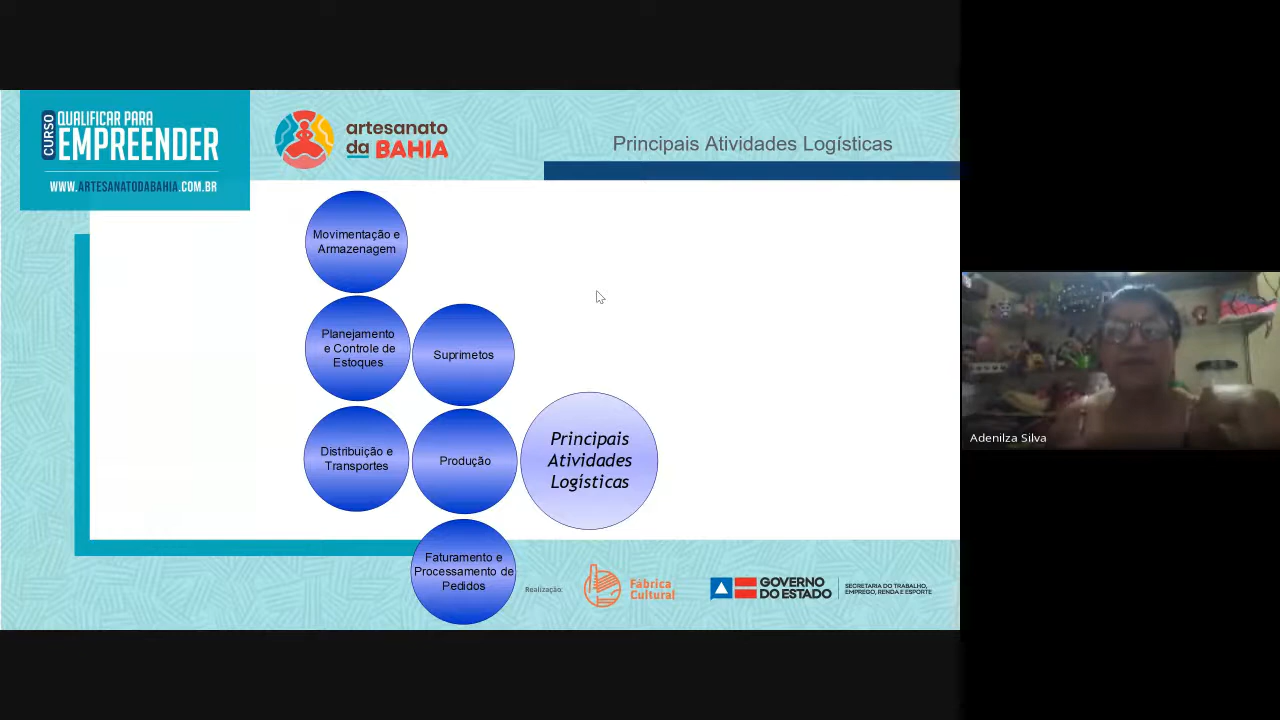 CURSO
QUALIFICAR PARA
EMPREENDER
WWW.ARTESANATODABAHIA.COM.BR
artesanato
da BAHIA
Principais Atividades Logísticas
Movimentação e
Armazenagem
Planejamento
e Controle de
Estoques
Suprimetos
Distribuição e
Transportes
Produção
Principais
Atividades
Logísticas
Faturamento e
Processamento de
Pedidos
Realização:
Fábrica
Cultural
GOVERNO
DO ESTADO
SECRETARIA DO TRABALHO,
EMPREGO, RENDA E ESPORTE
Adenilza Silva